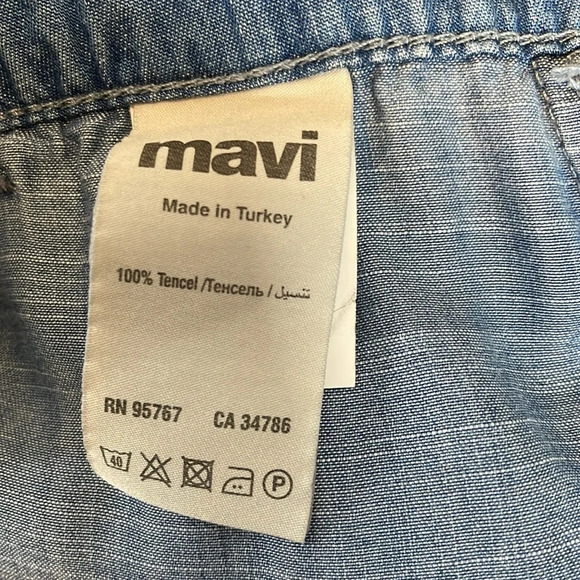 mavi
Made in Turkey
100% Tencel /Тенсель / تنسيل
RN 95767 CA 34786
40 P